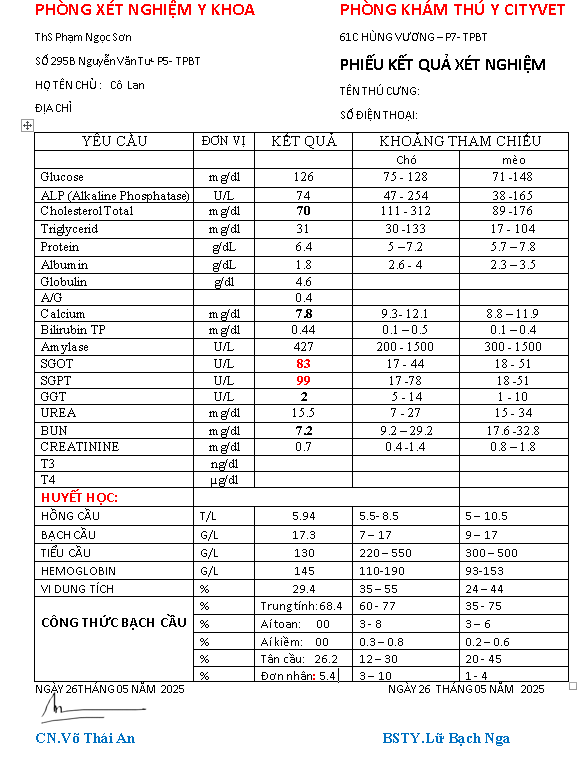 PHÒNG XÉT NGHIỆM Y KHOA
PHÒNG KHÁM THÚ Y CITYVET
ThS Phạm Ngọc Sơn
61C HÙNG VƯƠNG – P7- TPBT
SỐ 295B Nguyễn Văn Tư- P5- TPBT
PHIẾU KẾT QUẢ XÉT NGHIỆM
HỌ TÊN CHỦ : Cô Lan
TÊN THÚ CƯNG:
ĐỊA CHỈ
SỐ ĐIỆN THOẠI:
YÊU CẦU ĐƠN VỊ KẾT QUẢ KHOẢNG THAM CHIẾU
Chó mèo
Glucose mg/dl 126 75 - 128 71 -148
ALP (Alkaline Phosphatase) U/L 74 47 - 254 38 -165
Cholesterol Total mg/dl 70 111 - 312 89 -176
Triglycerid mg/dl 31 30 -133 17 - 104
Protein g/dL 6.4 5 – 7.2 5.7 – 7.8
Albumin g/dL 1.8 2.6 - 4 2.3 – 3.5
Globulin g/dl 4.6
A/G 0.4
Calcium mg/dl 7.8 9.3- 12.1 8.8 – 11.9
Bilirubin TP mg/dl 0.44 0.1 – 0.5 0.1 – 0.4
Amylase U/L 427 200 - 1500 300 - 1500
SGOT U/L 83 17 - 44 18 - 51
SGPT U/L 99 17 -78 18 -51
GGT U/L 2 5 - 14 1 - 10
UREA mg/dl 15.5 7 - 27 15 - 34
BUN mg/dl 7.2 9.2 – 29.2 17.6 -32.8
CREATININE mg/dl 0.7 0.4 -1.4 0.8 – 1.8
T3 ng/dl
T4 µg/dl
HUYẾT HỌC:
HỒNG CẦU T/L 5.94 5.5- 8.5 5 – 10.5
BẠCH CẦU G/L 17.3 7 – 17 9 – 17
TIỂU CẦU G/L 130 220 – 550 300 – 500
HEMOGLOBIN G/L 145 110-190 93-153
VI DUNG TÍCH % 29.4 35 – 55 24 – 44
CÔNG THỨC BẠCH CẦU
% Trung tính: 68.4 60 - 77 35 - 75
% Aí toan: 00 3 - 8 3 – 6
% Aí kiềm: 00 0.3 – 0.8 0.2 – 0.6
% Tân cầu: 26.2 12 – 30 20 - 45
% Đơn nhân: 5.4 3 – 10 1- 4
NGÀY 26 THÁNG 05 NĂM 2025
NGÀY 26 THÁNG 05 NĂM 2025
CN.Võ Thái An
BSTY.Lữ Bạch Nga